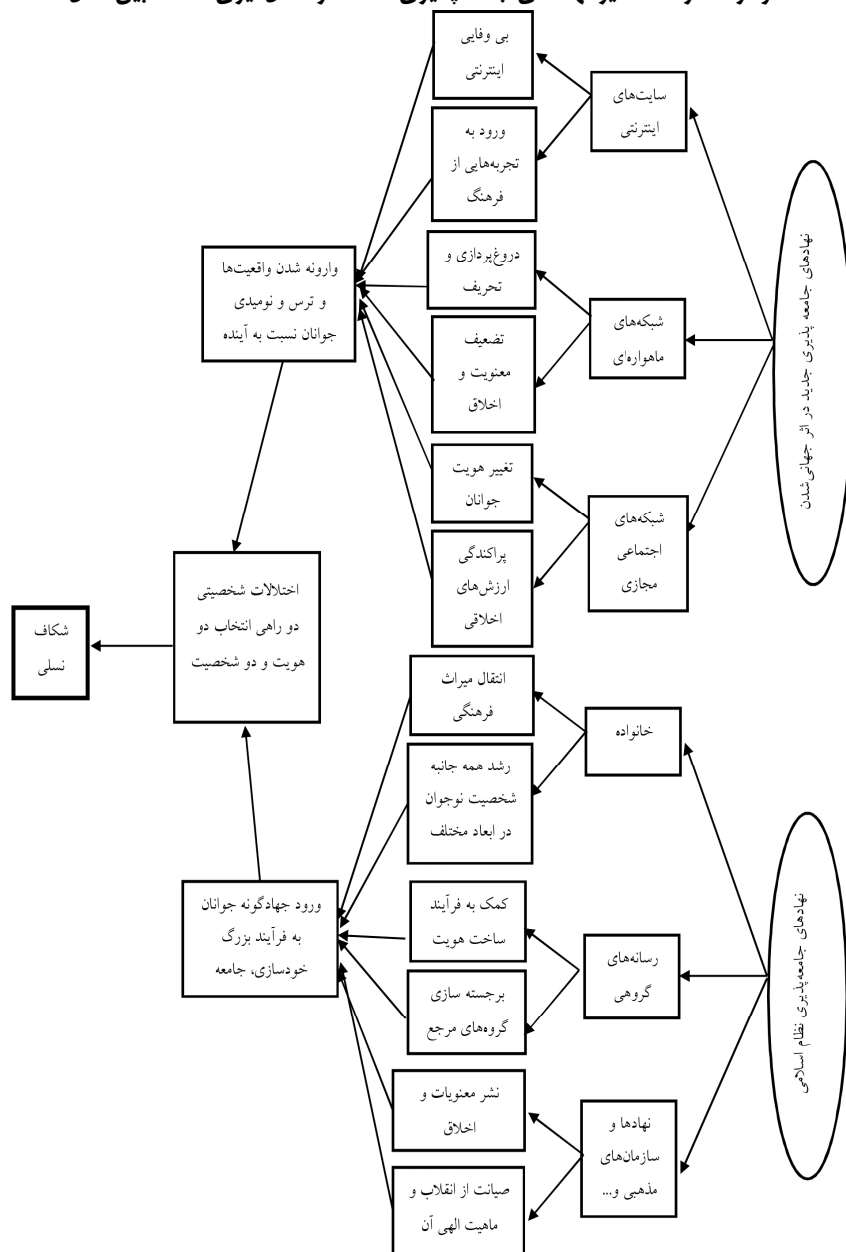 نهادهای جامعه پذیری جدید در اثر جهانی‌شدن
سایت‌های
اینترنتی
شبکه‌های
ماهواره‌ای
شبکه‌های
اجتماعی
مجازی
بی وفایی
اینترنتی
ورود به
تجربه‌هایی از
فرهنگ
دروغ‌پردازی و
تحریف
تضعیف
معنویت و
اخلاق
تغییر هویت
جوانان
پراکندگی
ارزش‌های
اخلاقی
وارونه شدن واقعیت‌ها
و ترس و نومیدی
جوانان نسبت به آینده
نهادهای جامعه‌پذیری نظام اسلامی
خانواده
رسانه‌های
گروهی
نهادها و
سازمان‌های
مذهبی و...
انتقال میراث
فرهنگی
رشد همه جانبه
شخصیت نوجوان
در ابعاد مختلف
کمک به فرآیند
ساخت هویت
برجسته سازی
گروه‌های مرجع
نشر معنویات و
اخلاق
صیانت از انقلاب و
ماهیت الهی آن
ورود جهادگونه جوانان
به فرآیند بزرگ
خودسازی، جامعه
اختلالات شخصیتی
دو راهی انتخاب دو
هویت و دو شخصیت
شکاف
نسلی